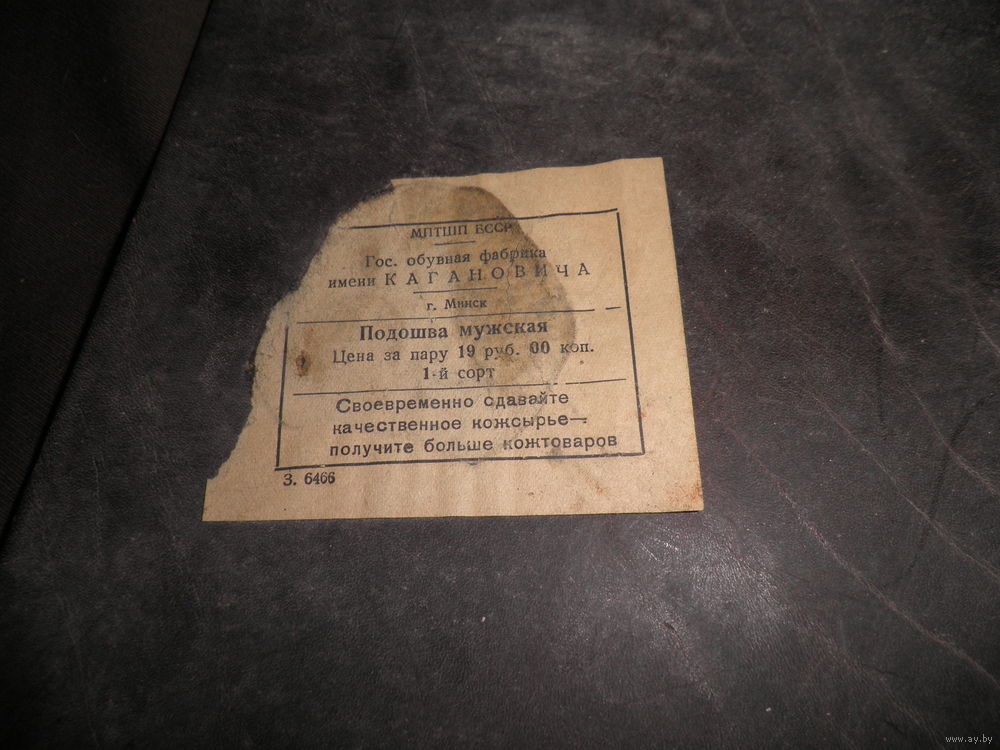 МПТШП БССР
Гос. обувная фабрика
имени КАГАНОВИЧА
г. Минск
Подошва мужская
Цена за пару 19 руб. 00 коп.
1-й сорт
Своевременно сдавайте
качественное кожсырье—
получите больше кожтоваров
З. 6466
www.ay.by